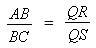 AB/BC = QR/QS